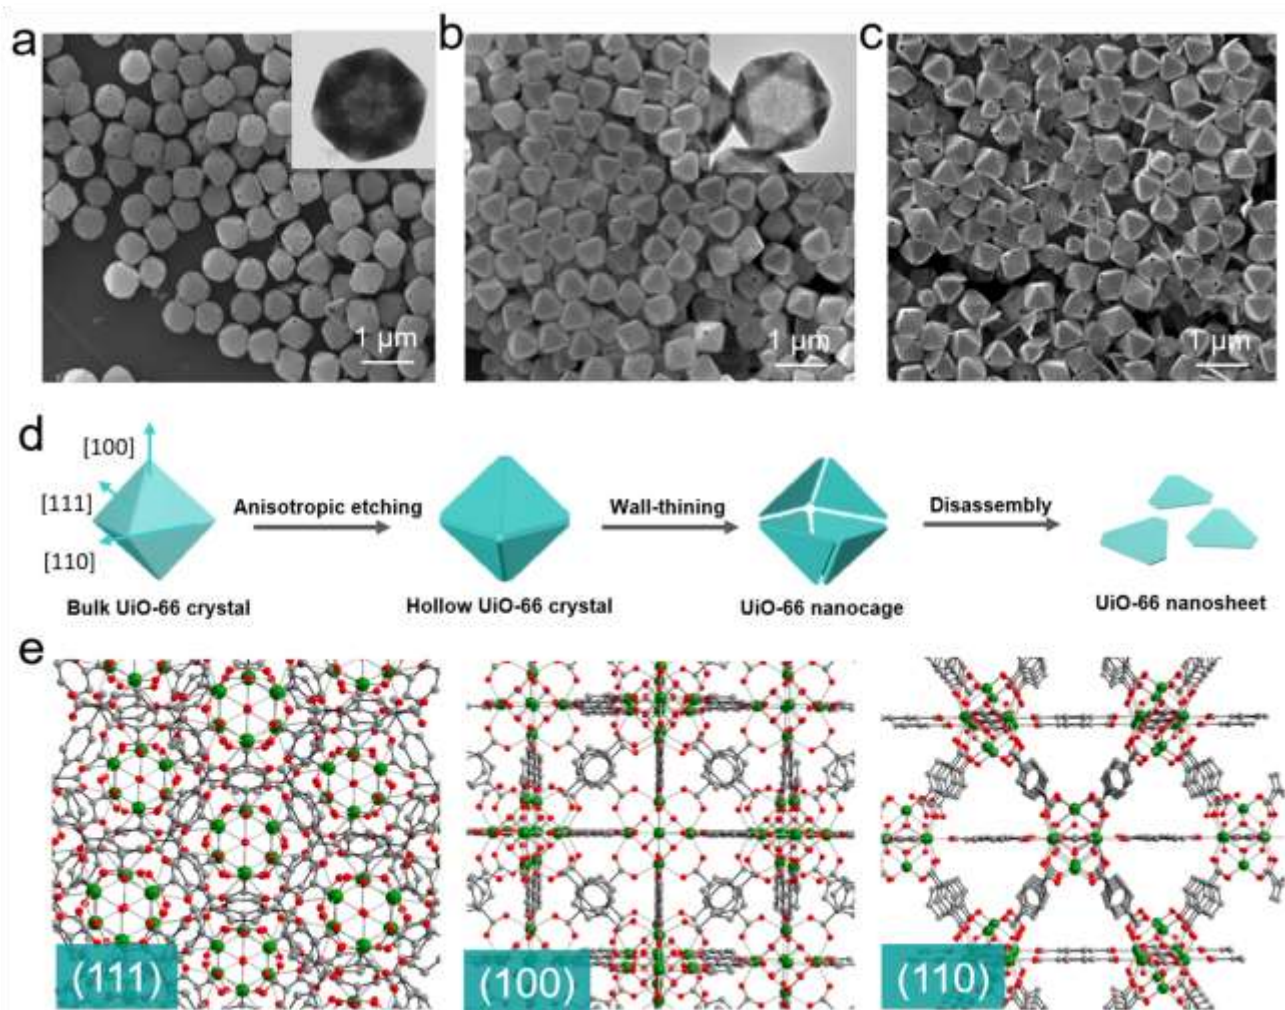 a
b
c
1 µm
1 µm
1 µm
d
[100]
[111]
[110]
Anisotropic etching
Wall-thining
Disassembly
Bulk UiO-66 crystal
Hollow UiO-66 crystal
UiO-66 nanocage
UiO-66 nanosheet
e
(111)
(100)
(110)